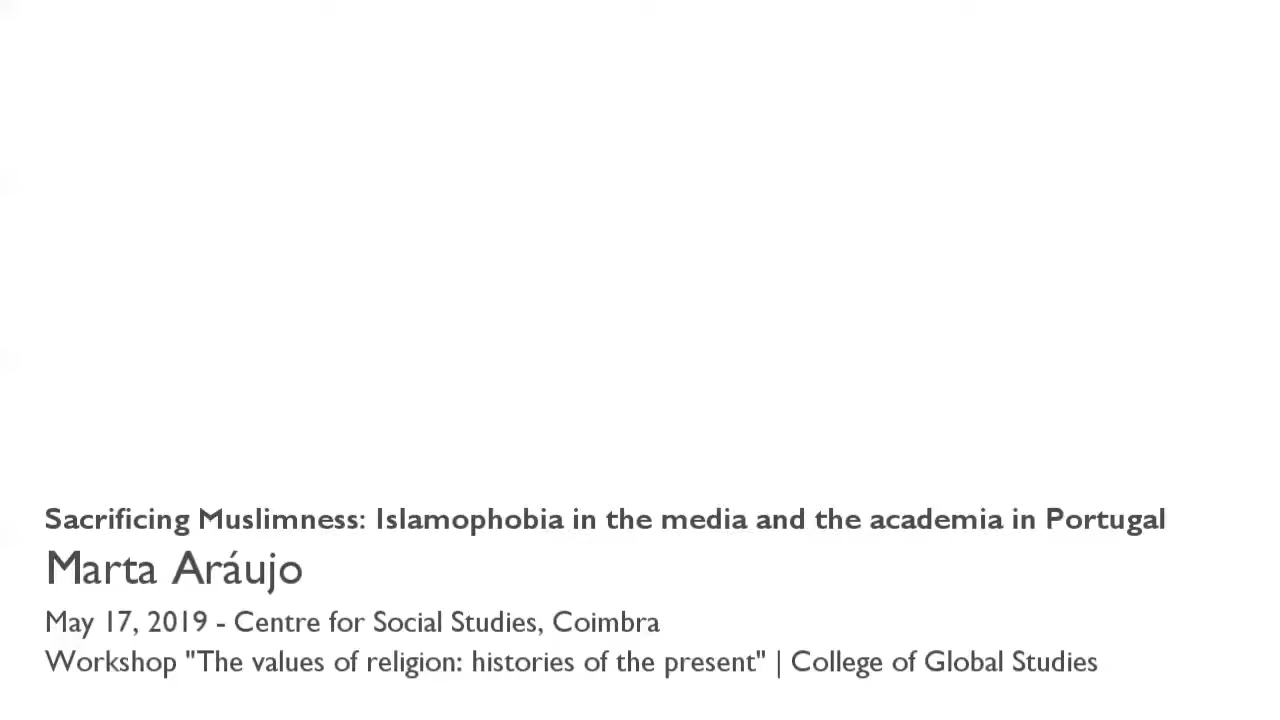 Sacrificing Muslimness: Islamophobia in the media and the academia in Portugal
Marta Aráujo
May 17, 2019 - Centre for Social Studies, Coimbra
Workshop "The values of religion: histories of the present" | College of Global Studies